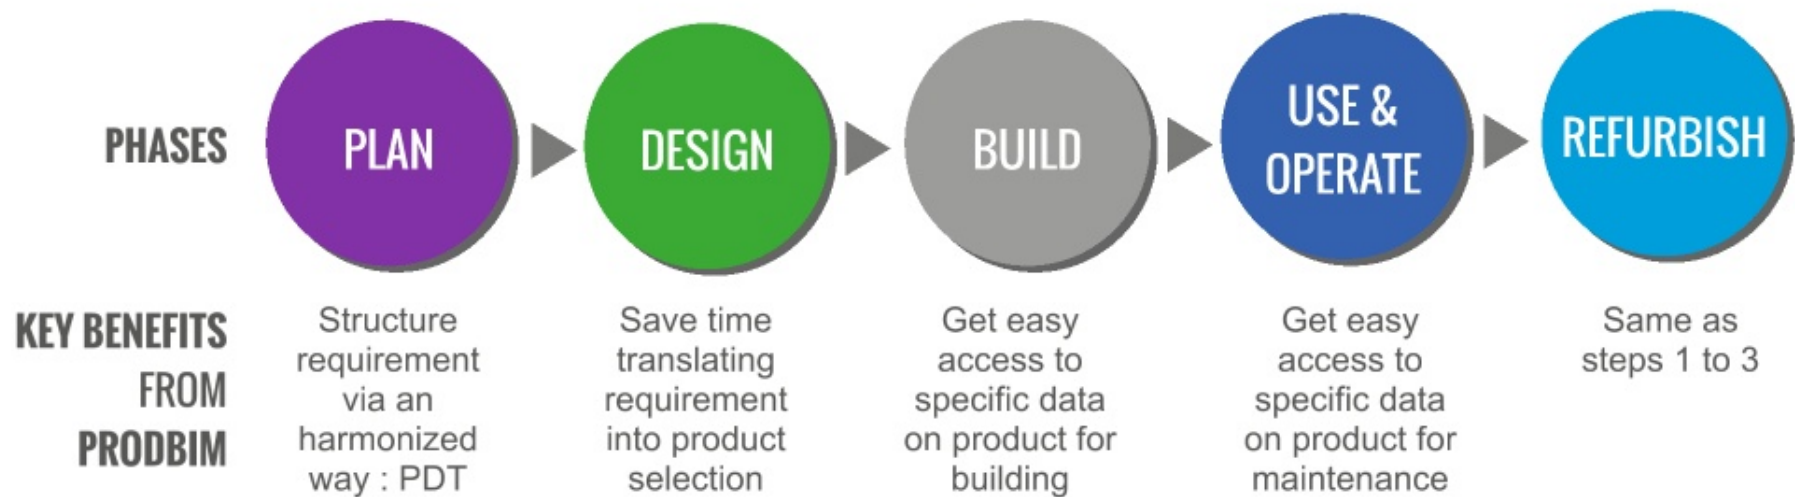 PHASES
PLAN
DESIGN
BUILD
USE &
OPERATE
REFURBISH
KEY BENEFITS
FROM
PRODBIM
Structure
requirement
via an
harmonized
way : PDT
Save time
translating
requirement
into product
selection
Get easy
access to
specific data
on product for
building
Get easy
access to
specific data
on product for
maintenance
Same as
steps 1 to 3